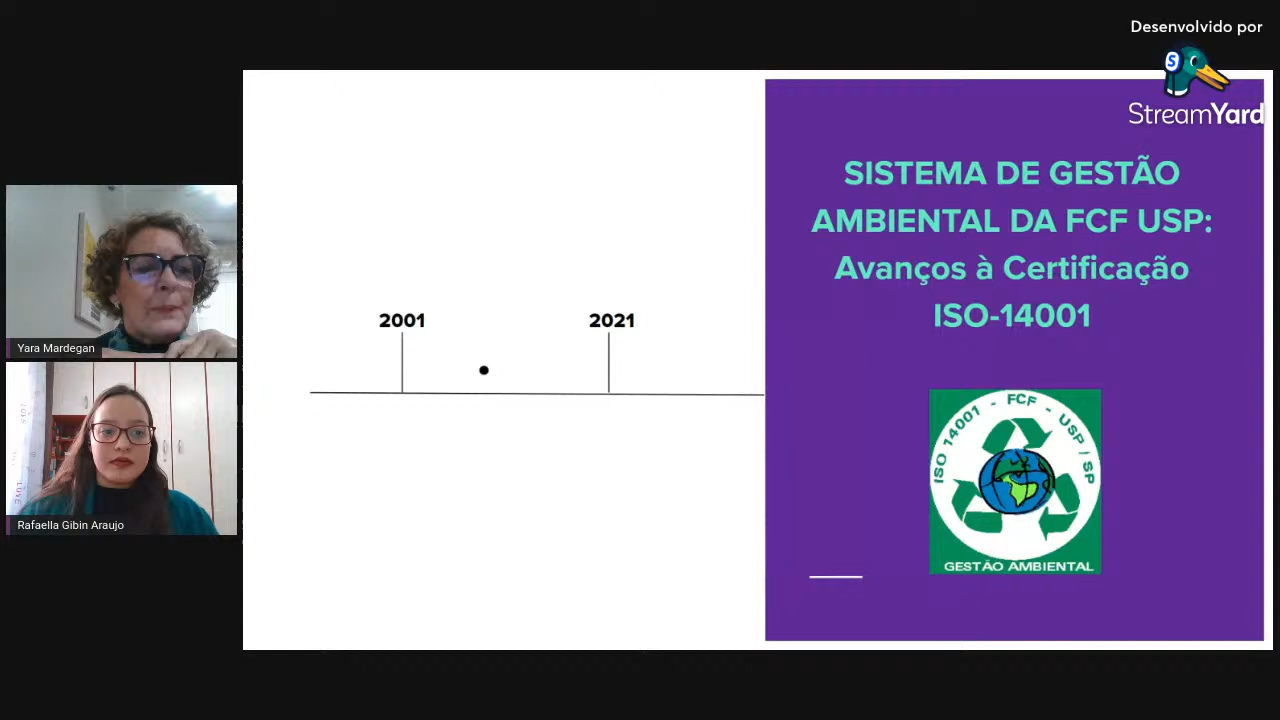 Desenvolvido por
StreamYard
Yara Mardegan
Rafaella Gibin Araujo
2001
2021
SISTEMA DE GESTÃO
AMBIENTAL DA FCF USP:
Avanços à Certificação
ISO-14001
ISO 14001 - FCF - USP / SP
GESTÃO AMBIENTAL